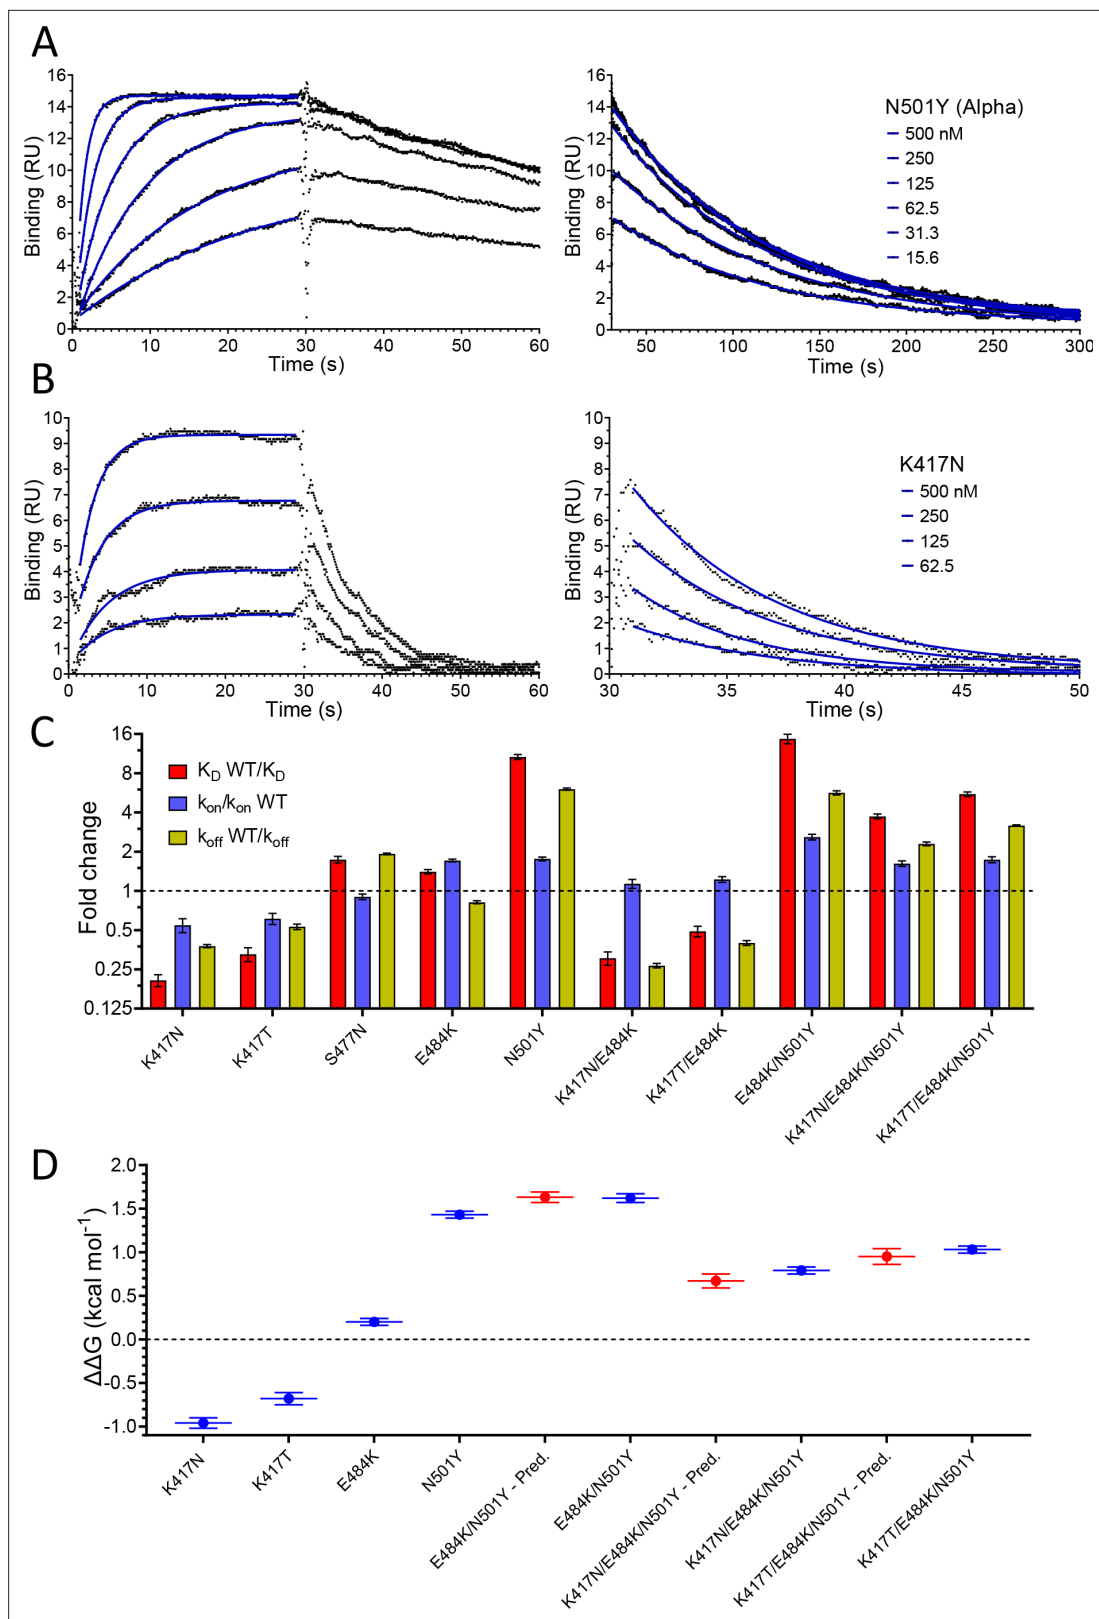 A
Binding (RU)
16
14
12
10
8
6
4
2
0
0 10 20 30 40 50 60
Time (s)
Binding (RU)
16
14
12
10
8
6
4
2
0
50 100 150 200 250 300
Time (s)
N501Y (Alpha)
500 nM
250
125
62.5
31.3
15.6
B
Binding (RU)
10
9
8
7
6
5
4
3
2
1
0
0 10 20 30 40 50 60
Time (s)
Binding (RU)
10
9
8
7
6
5
4
3
2
1
0
30 35 40 45 50
Time (s)
K417N
500 nM
250
125
62.5
C
Fold change
16
8
4
2
1
0.5
0.25
0.125
K_D WT/K_D
k_on/k_on WT
k_off WT/k_off
K417N
K417T
S477N
E484K
N501Y
K417N/E484K
K417T/E484K
E484K/N501Y
K417N/E484K/N501Y
K417T/E484K/N501Y
D
ΔΔG (kcal mol⁻¹)
2.0
1.5
1.0
0.5
0.0
-0.5
-1.0
K417N
K417T
E484K
N501Y
E484K/N501Y - Pred.
E484K/N501Y
K417N/E484K/N501Y - Pred.
K417N/E484K/N501Y
K417T/E484K/N501Y - Pred.
K417T/E484K/N501Y